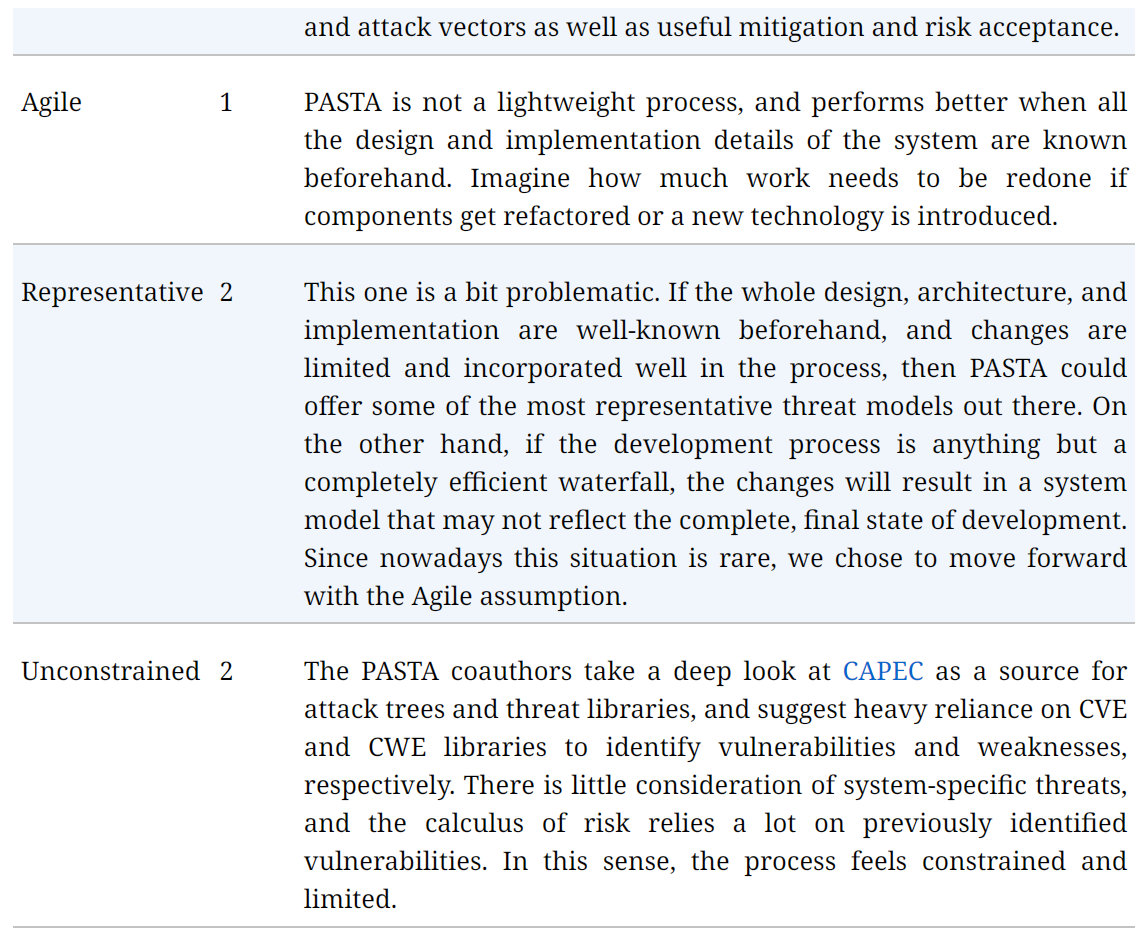 and attack vectors as well as useful mitigation and risk acceptance.
Agile 1 PASTA is not a lightweight process, and performs better when all
the design and implementation details of the system are known
beforehand. Imagine how much work needs to be redone if
components get refactored or a new technology is introduced.
Representative 2 This one is a bit problematic. If the whole design, architecture, and
implementation are well-known beforehand, and changes are
limited and incorporated well in the process, then PASTA could
offer some of the most representative threat models out there. On
the other hand, if the development process is anything but a
completely efficient waterfall, the changes will result in a system
model that may not reflect the complete, final state of development.
Since nowadays this situation is rare, we chose to move forward
with the Agile assumption.
Unconstrained 2 The PASTA coauthors take a deep look at CAPEC as a source for
attack trees and threat libraries, and suggest heavy reliance on CVE
and CWE libraries to identify vulnerabilities and weaknesses,
respectively. There is little consideration of system-specific threats,
and the calculus of risk relies a lot on previously identified
vulnerabilities. In this sense, the process feels constrained and
limited.